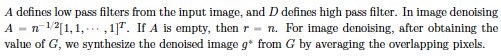 A defines low pass filters from the input image, and D defines high pass filter. In image denoising
A = n^{-1/2}[1, 1, · · · , 1]^T. If A is empty, then r = n. For image denoising, after obtaining the
value of G, we synthesize the denoised image g* from G by averaging the overlapping pixels.